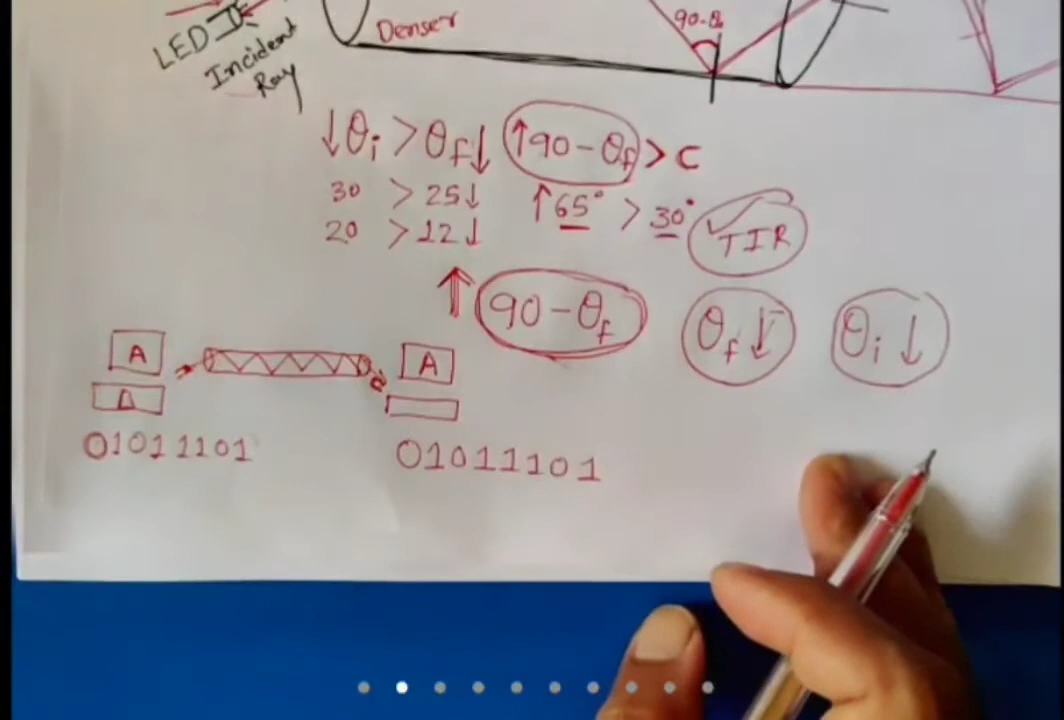 LED
Incident
Ray
Denser
90-θi
↓θi > θf↓ ↑90-θf > C
30 > 25↓ ↑65° > 30° ✓TIR
20 > 12↓
↑ 90-θf θf↓ θi↓
A A
A
01011101 01011101